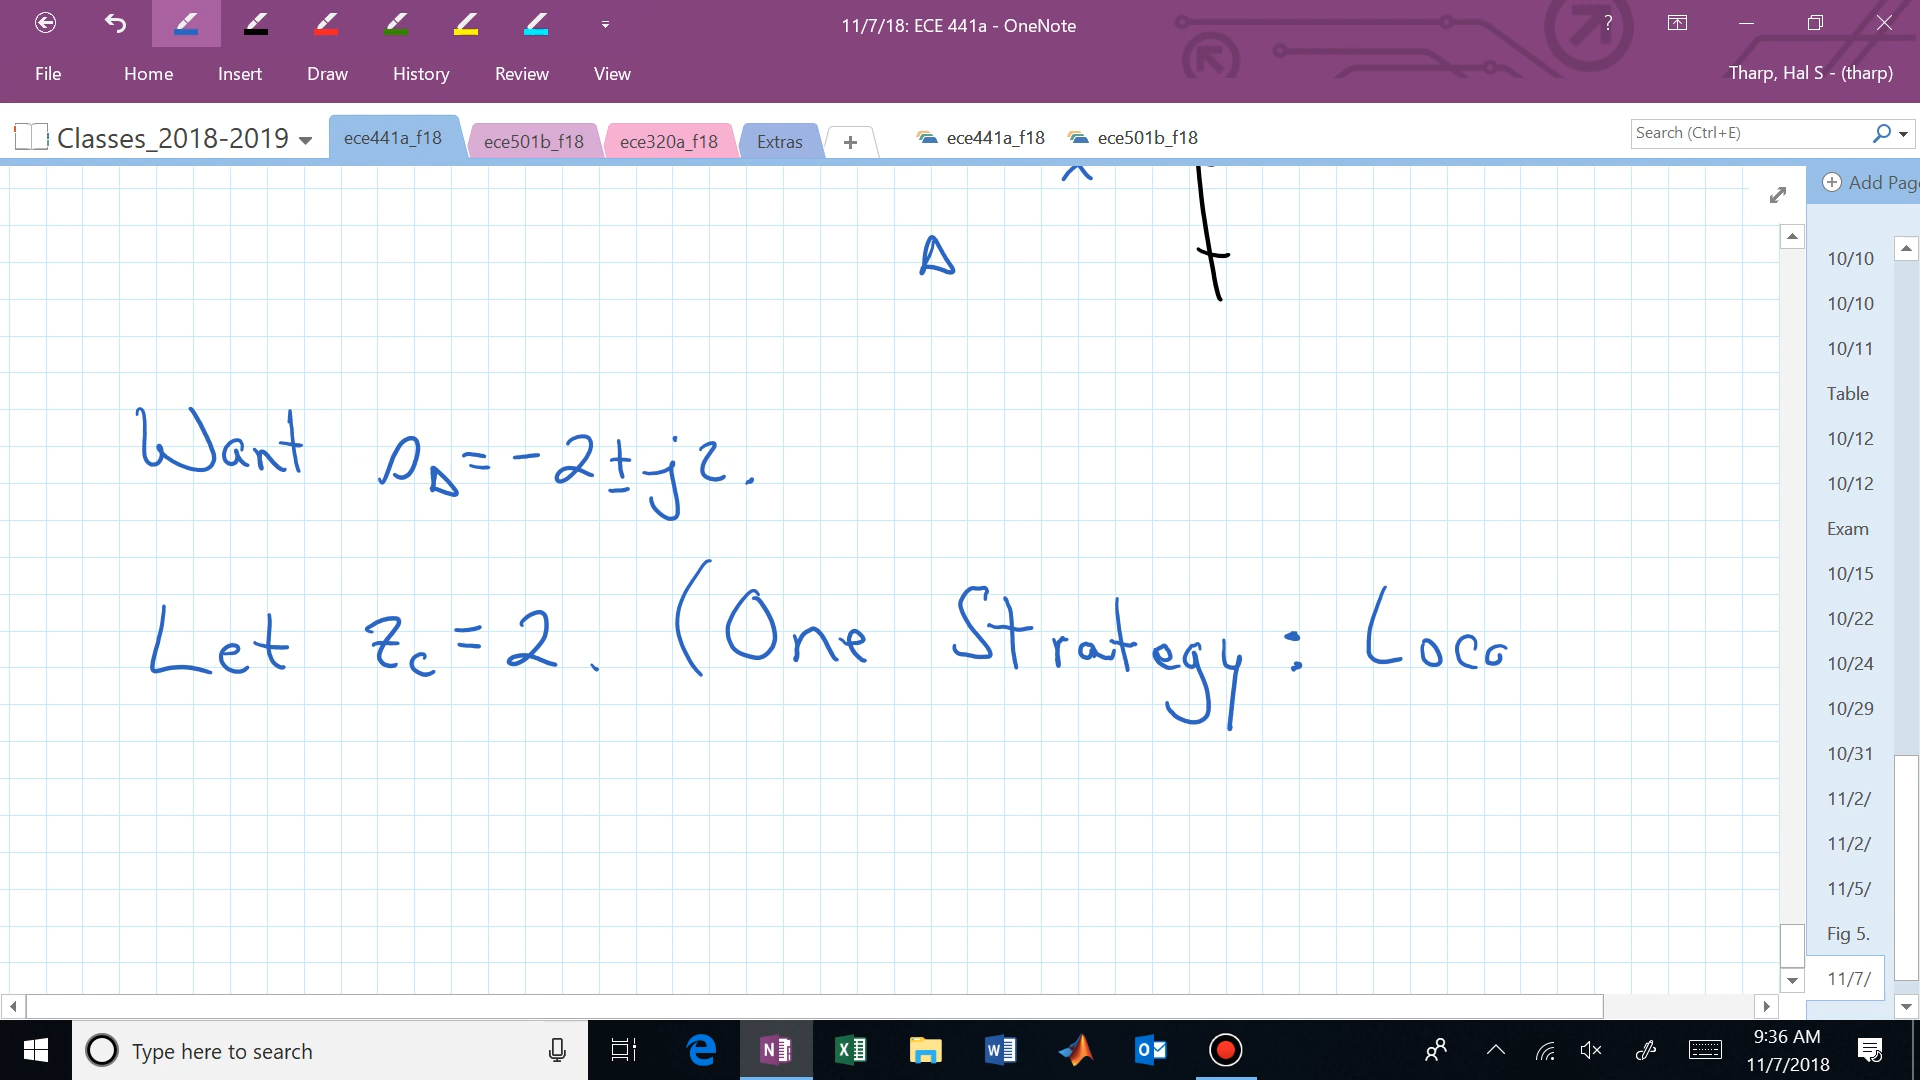 11/7/18: ECE 441a - OneNote
?
File Home Insert Draw History Review View
Tharp, Hal S - (tharp)
Classes_2018-2019
ece441a_f18
ece501b_f18
ece320a_f18
Extras
+
ece441a_f18
ece501b_f18
Search (Ctrl+E)
Add Page
10/10
10/10
10/11
Table
10/12
10/12
Exam
10/15
10/22
10/24
10/29
10/31
11/2/
11/2/
11/5/
Fig 5.
11/7/
x
Δ
Want s_Δ = -2 ± j2.
Let z_c = 2. (One Strategy: Loca
Type here to search
9:36 AM
11/7/2018